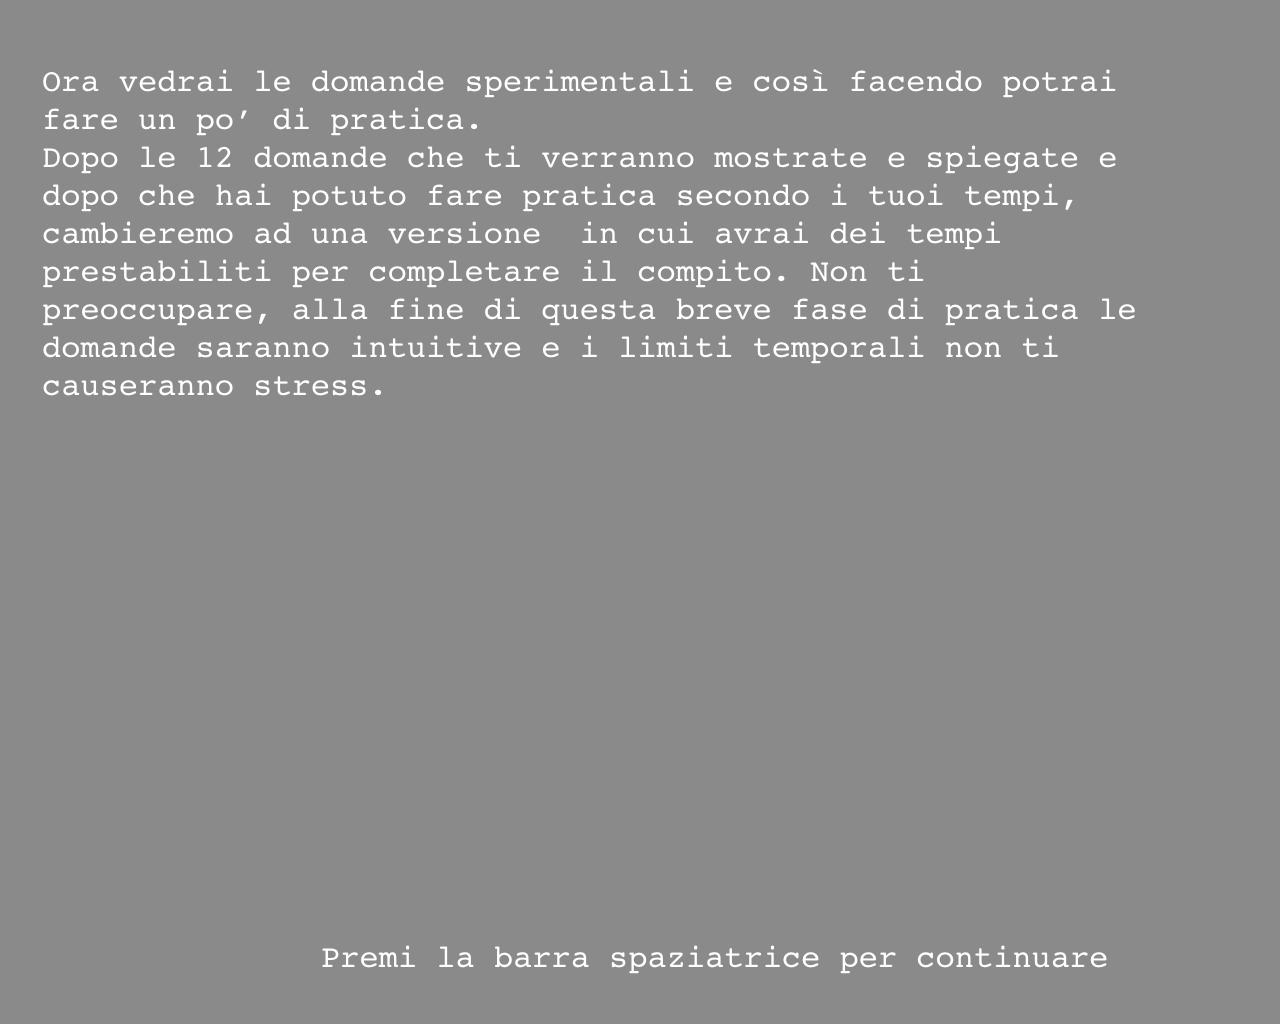 Ora vedrai le domande sperimentali e così facendo potrai
fare un po’ di pratica.
Dopo le 12 domande che ti verranno mostrate e spiegate e
dopo che hai potuto fare pratica secondo i tuoi tempi,
cambieremo ad una versione  in cui avrai dei tempi
prestabiliti per completare il compito. Non ti
preoccupare, alla fine di questa breve fase di pratica le
domande saranno intuitive e i limiti temporali non ti
causeranno stress.
Premi la barra spaziatrice per continuare